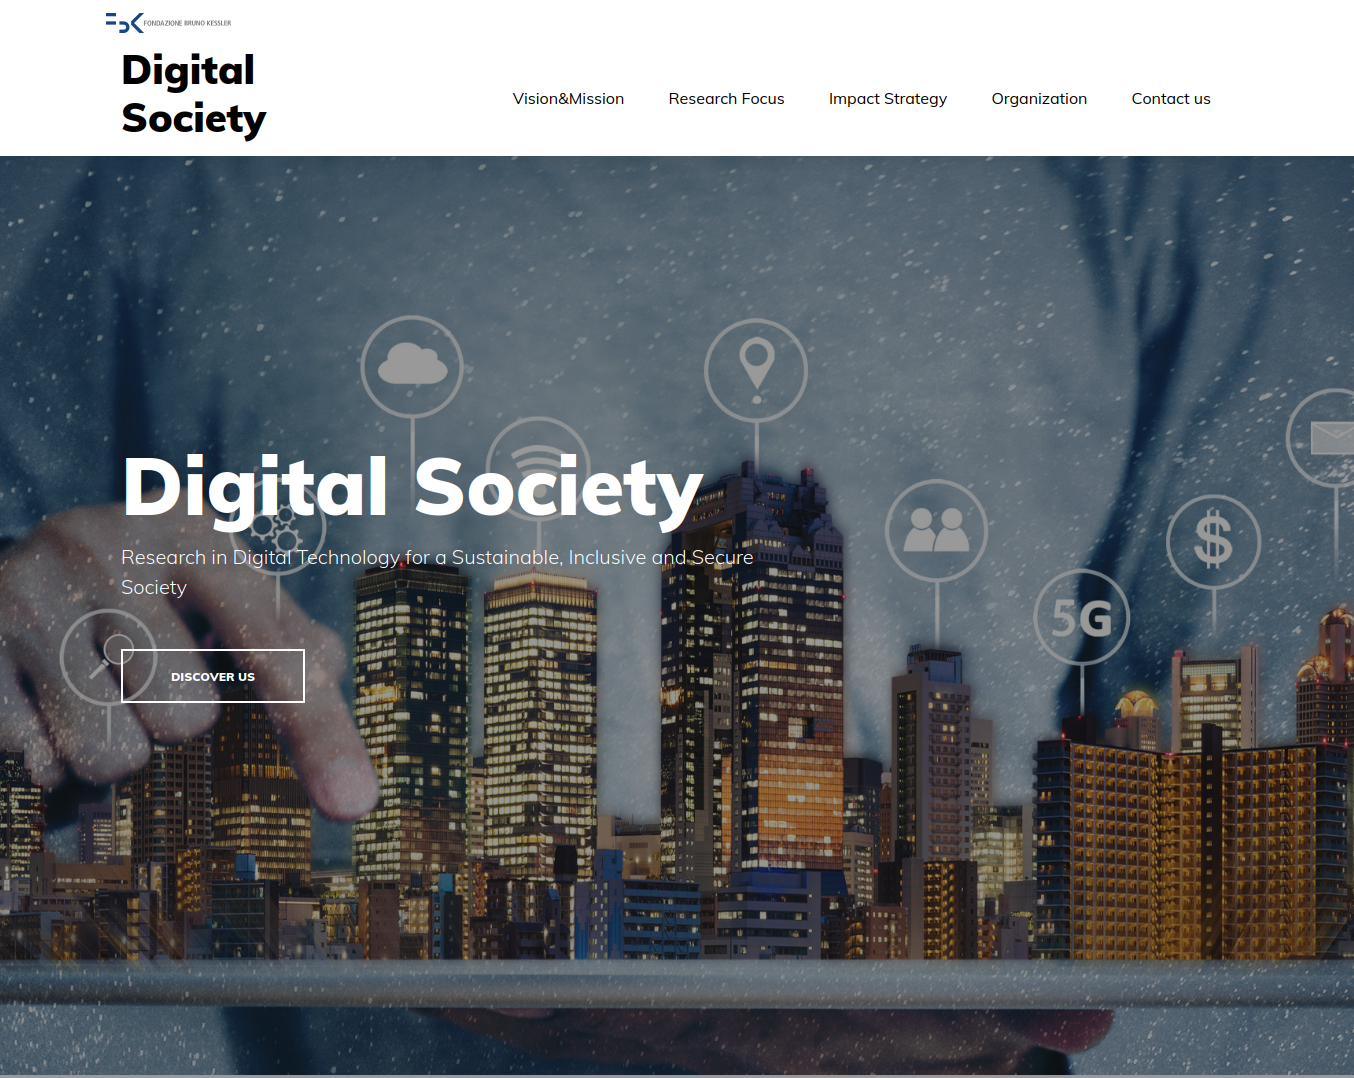 FONDAZIONE BRUNO KESSLER
Digital
Society
Vision&Mission
Research Focus
Impact Strategy
Organization
Contact us
Digital Society
Research in Digital Technology for a Sustainable, Inclusive and Secure
Society
DISCOVER US
5G
$